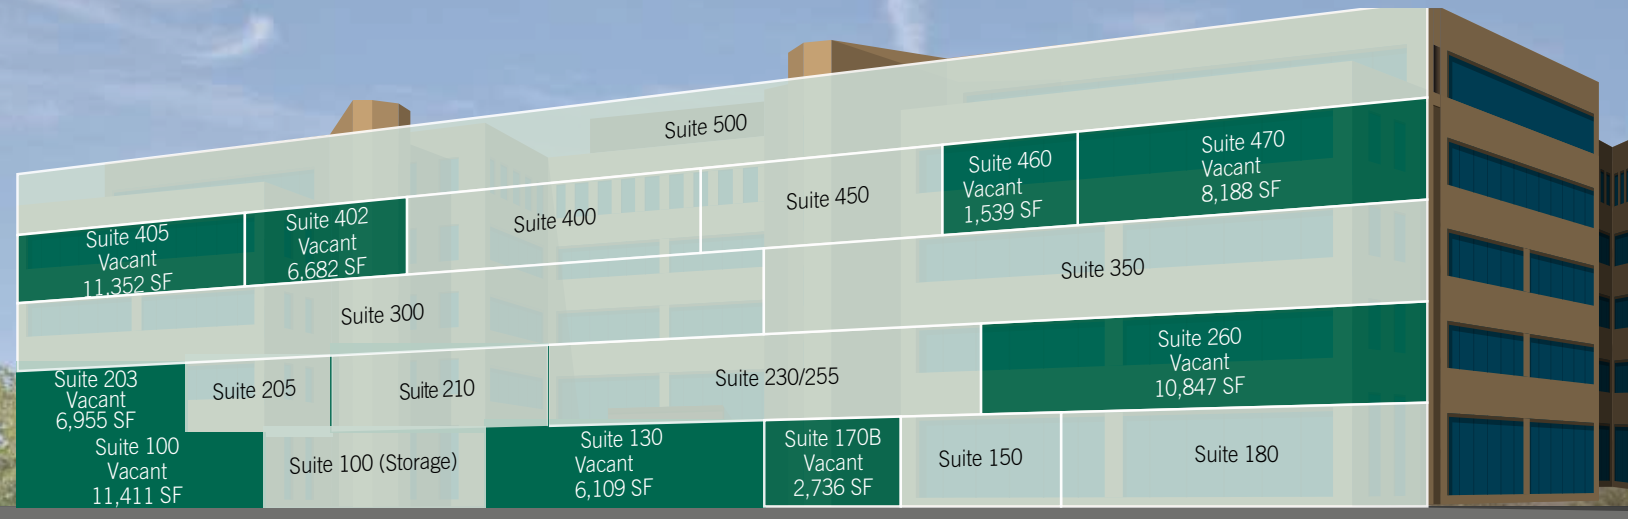 Suite 500
Suite 405
Vacant
11,352 SF
Suite 402
Vacant
6,682 SF
Suite 400
Suite 450
Suite 460
Vacant
1,539 SF
Suite 470
Vacant
8,188 SF
Suite 300
Suite 350
Suite 203
Vacant
6,955 SF
Suite 205
Suite 210
Suite 230/255
Suite 260
Vacant
10,847 SF
Suite 100
Vacant
11,411 SF
Suite 100 (Storage)
Suite 130
Vacant
6,109 SF
Suite 170B
Vacant
2,736 SF
Suite 150
Suite 180